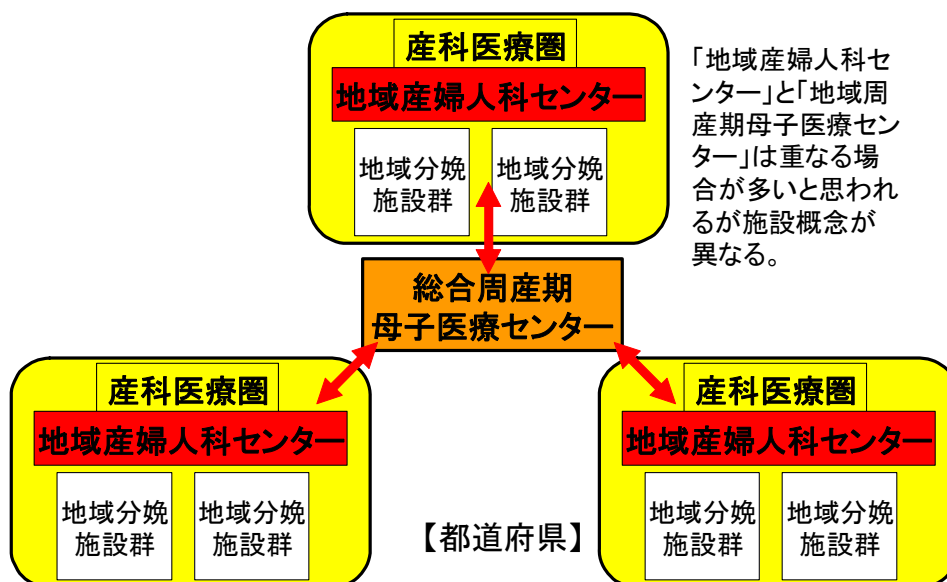 産科医療圏
地域産婦人科センター
地域分娩
施設群
地域分娩
施設群
「地域産婦人科セ
ンター」と「地域周
産期母子医療セン
ター」は重なる場
合が多いと思われ
るが施設概念が
異なる。
総合周産期
母子医療センター
産科医療圏
地域産婦人科センター
地域分娩
施設群
地域分娩
施設群
【都道府県】
産科医療圏
地域産婦人科センター
地域分娩
施設群
地域分娩
施設群